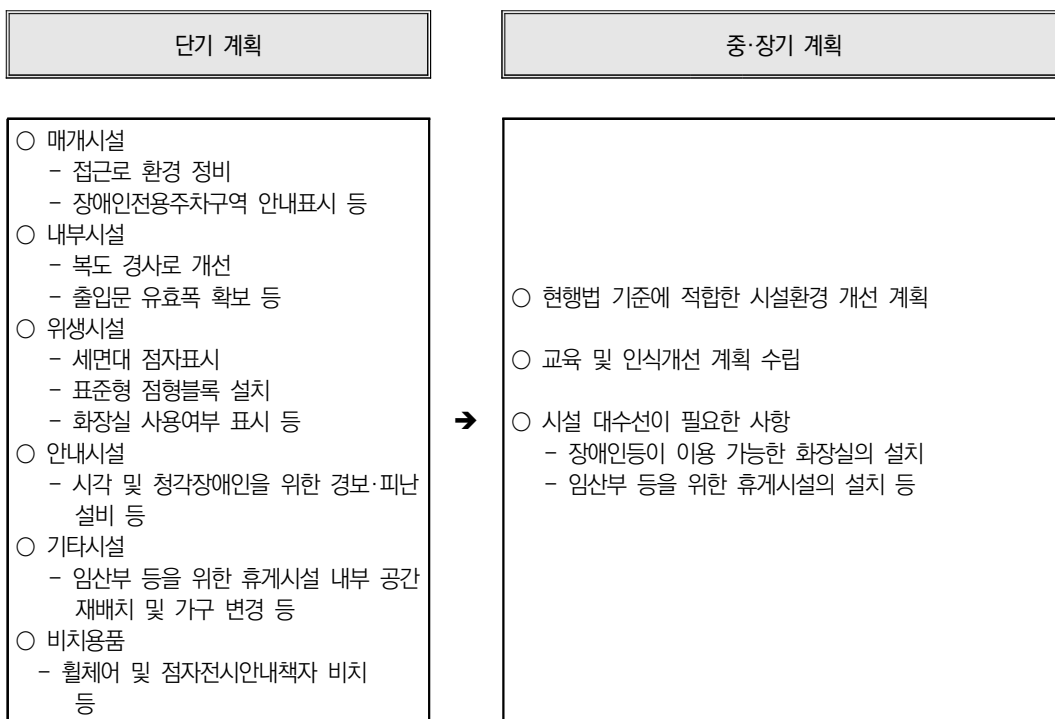 단기 계획
중·장기 계획
○ 매개시설
- 접근로 환경 정비
- 장애인전용주차구역 안내표시 등
○ 내부시설
- 복도 경사로 개선
- 출입문 유효폭 확보 등
○ 위생시설
- 세면대 점자표시
- 표준형 점형블록 설치
- 화장실 사용여부 표시 등
○ 안내시설
- 시각 및 청각장애인을 위한 경보·피난
설비 등
○ 기타시설
- 임산부 등을 위한 휴게시설 내부 공간
재배치 및 가구 변경 등
○ 비치용품
- 휠체어 및 점자전시안내책자 비치
등
➔
○ 현행법 기준에 적합한 시설환경 개선 계획
○ 교육 및 인식개선 계획 수립
○ 시설 대수선이 필요한 사항
- 장애인등이 이용 가능한 화장실의 설치
- 임산부 등을 위한 휴게시설의 설치 등